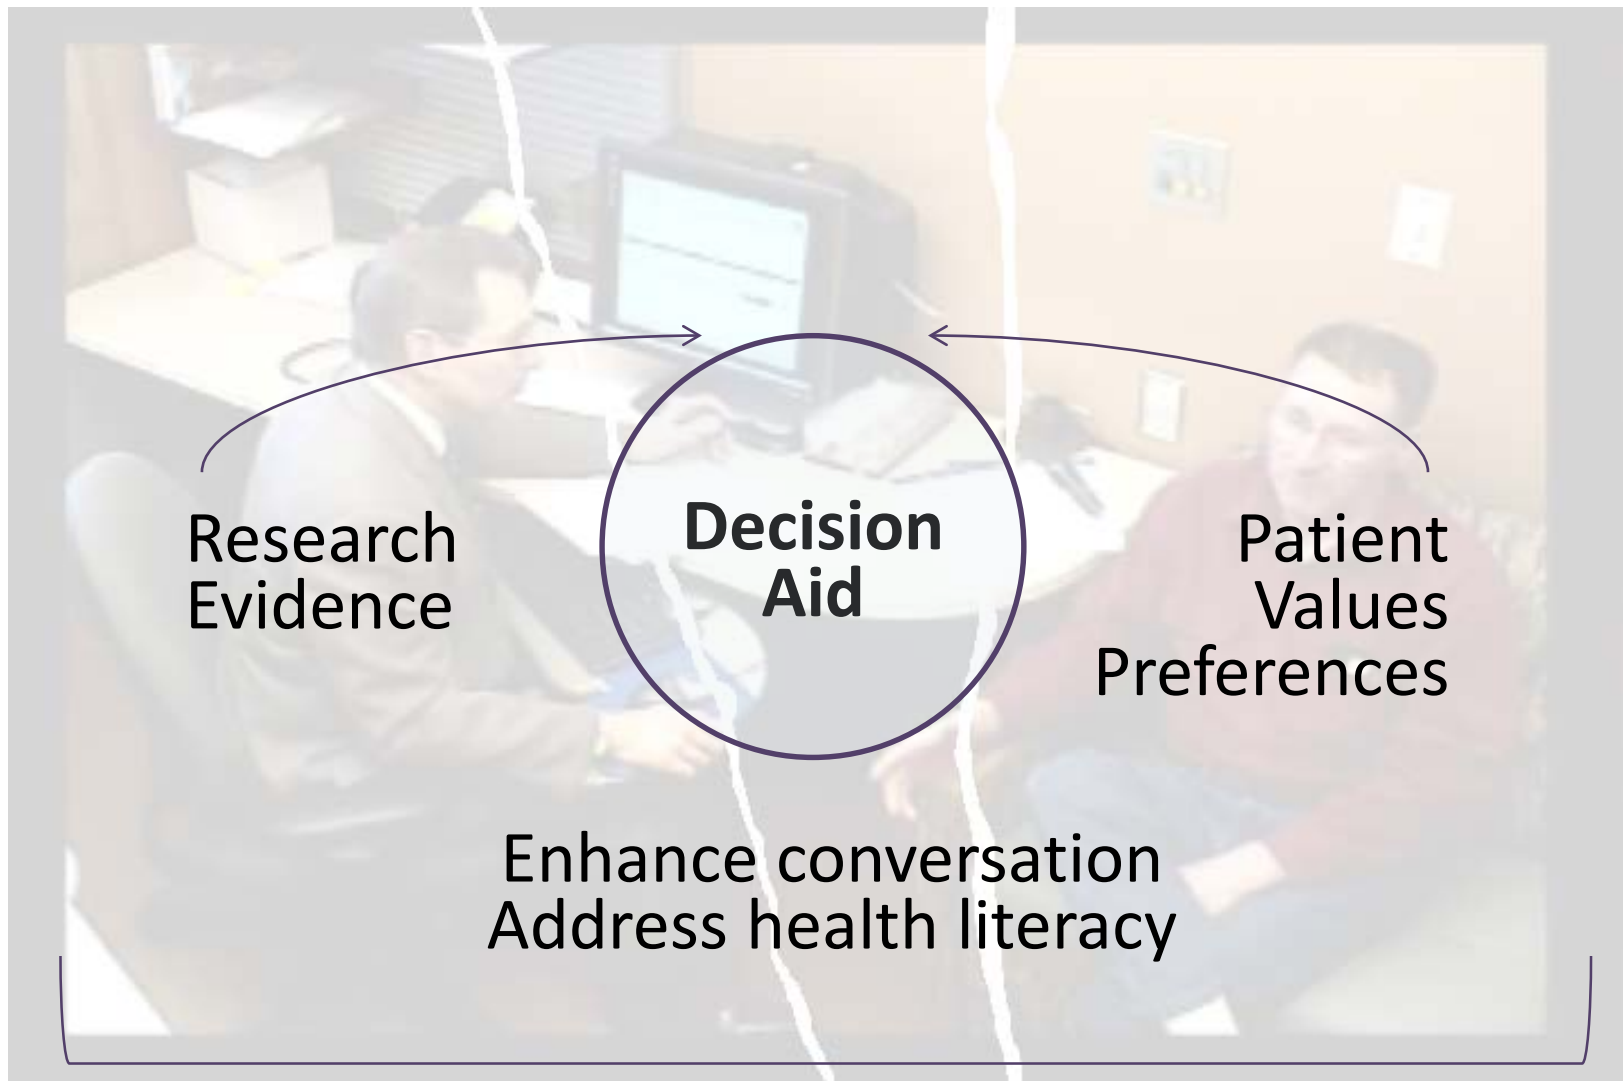 Research
Evidence
Decision
Aid
Patient
Values
Preferences
Enhance conversation
Address health literacy